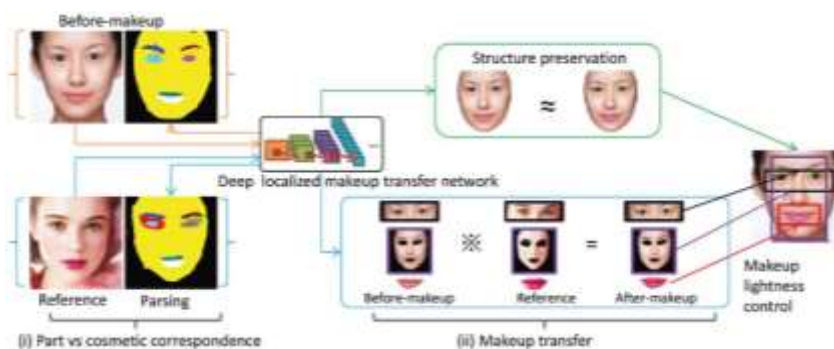 Before-makeup
Structure preservation
≈
Deep localized makeup transfer network
※
=
Before-makeup
Reference
After-makeup
Makeup
lightness
control
Reference
Parsing
(i) Part vs cosmetic correspondence
(ii) Makeup transfer